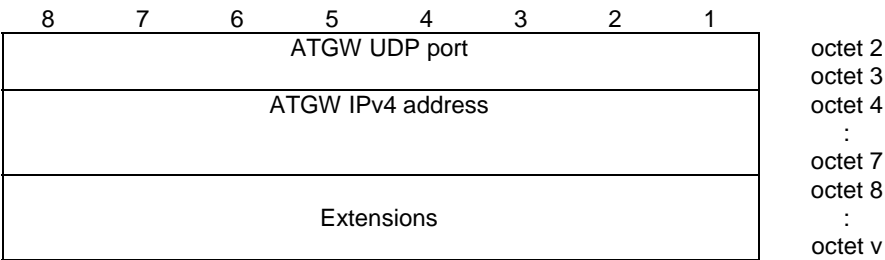 8 7 6 5 4 3 2 1
ATGW UDP port octet 2
octet 3
ATGW IPv4 address octet 4
:
octet 7
octet 8
Extensions :
octet v